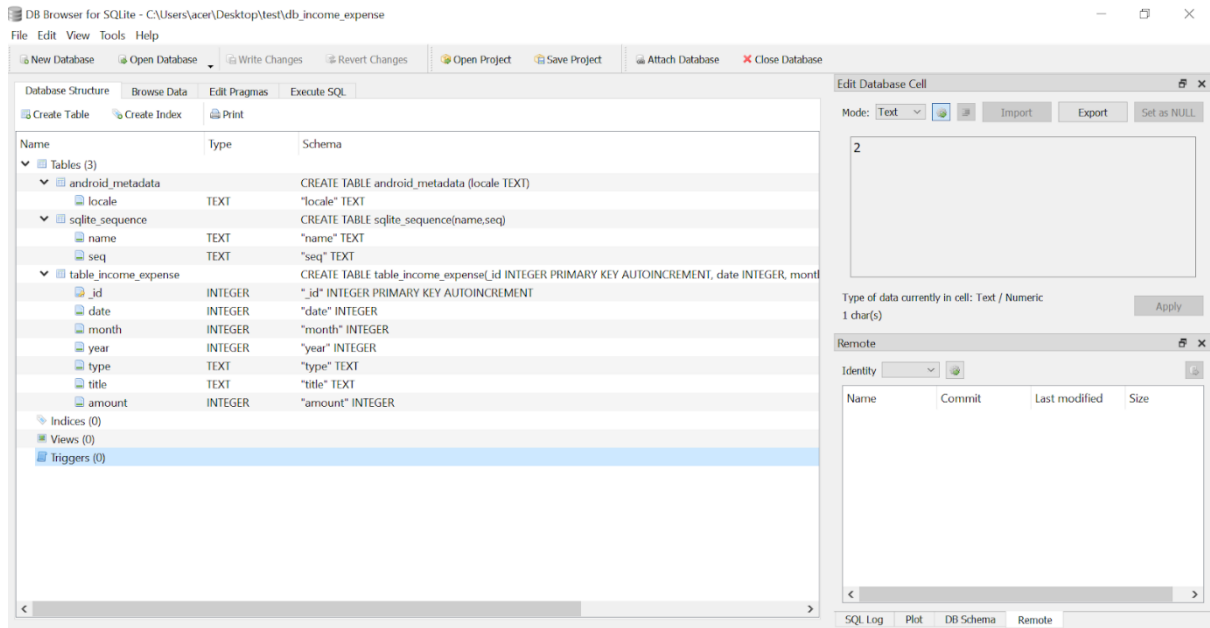 DB Browser for SQLite - C:\Users\acer\Desktop\test\db_income_expense
File Edit View Tools Help
New Database Open Database Write Changes Revert Changes Open Project Save Project Attach Database Close Database
Database Structure Browse Data Edit Pragmas Execute SQL
Create Table Create Index Print
Name Type Schema
Tables (3)
android_metadata CREATE TABLE android_metadata (locale TEXT)
locale TEXT "locale" TEXT
sqlite_sequence CREATE TABLE sqlite_sequence(name,seq)
name TEXT "name" TEXT
seq TEXT "seq" TEXT
table_income_expense CREATE TABLE table_income_expense(_id INTEGER PRIMARY KEY AUTOINCREMENT, date INTEGER, montl
_id INTEGER "_id" INTEGER PRIMARY KEY AUTOINCREMENT
date INTEGER "date" INTEGER
month INTEGER "month" INTEGER
year INTEGER "year" INTEGER
type TEXT "type" TEXT
title TEXT "title" TEXT
amount INTEGER "amount" INTEGER
Indices (0)
Views (0)
Triggers (0)
Edit Database Cell
Mode: Text Import Export Set as NULL
2
Type of data currently in cell: Text / Numeric
1 char(s)
Apply
Remote
Identity
Name Commit Last modified Size
SQL Log Plot DB Schema Remote